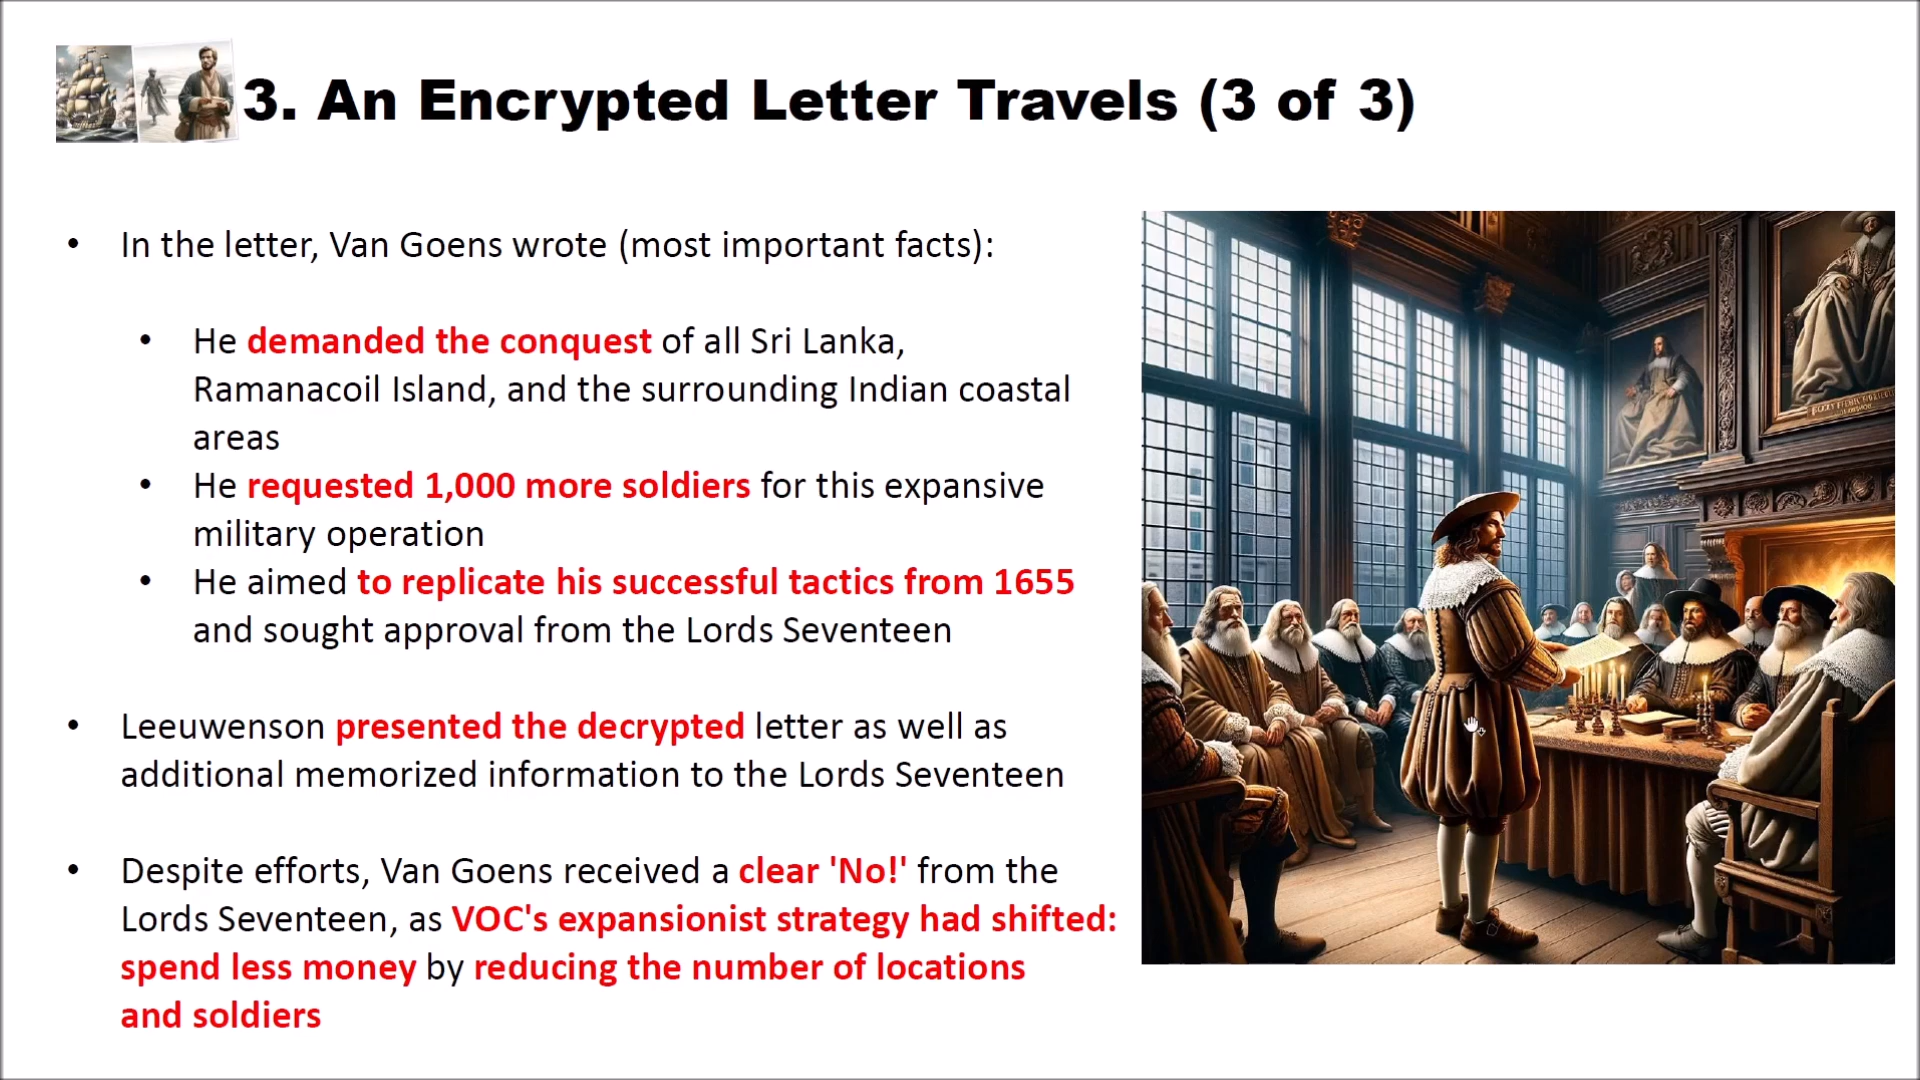 3. An Encrypted Letter Travels (3 of 3)
• In the letter, Van Goens wrote (most important facts):
• He demanded the conquest of all Sri Lanka,
Ramanacoil Island, and the surrounding Indian coastal
areas
• He requested 1,000 more soldiers for this expansive
military operation
• He aimed to replicate his successful tactics from 1655
and sought approval from the Lords Seventeen
• Leeuwenson presented the decrypted letter as well as
additional memorized information to the Lords Seventeen
• Despite efforts, Van Goens received a clear 'No!' from the
Lords Seventeen, as VOC's expansionist strategy had shifted:
spend less money by reducing the number of locations
and soldiers